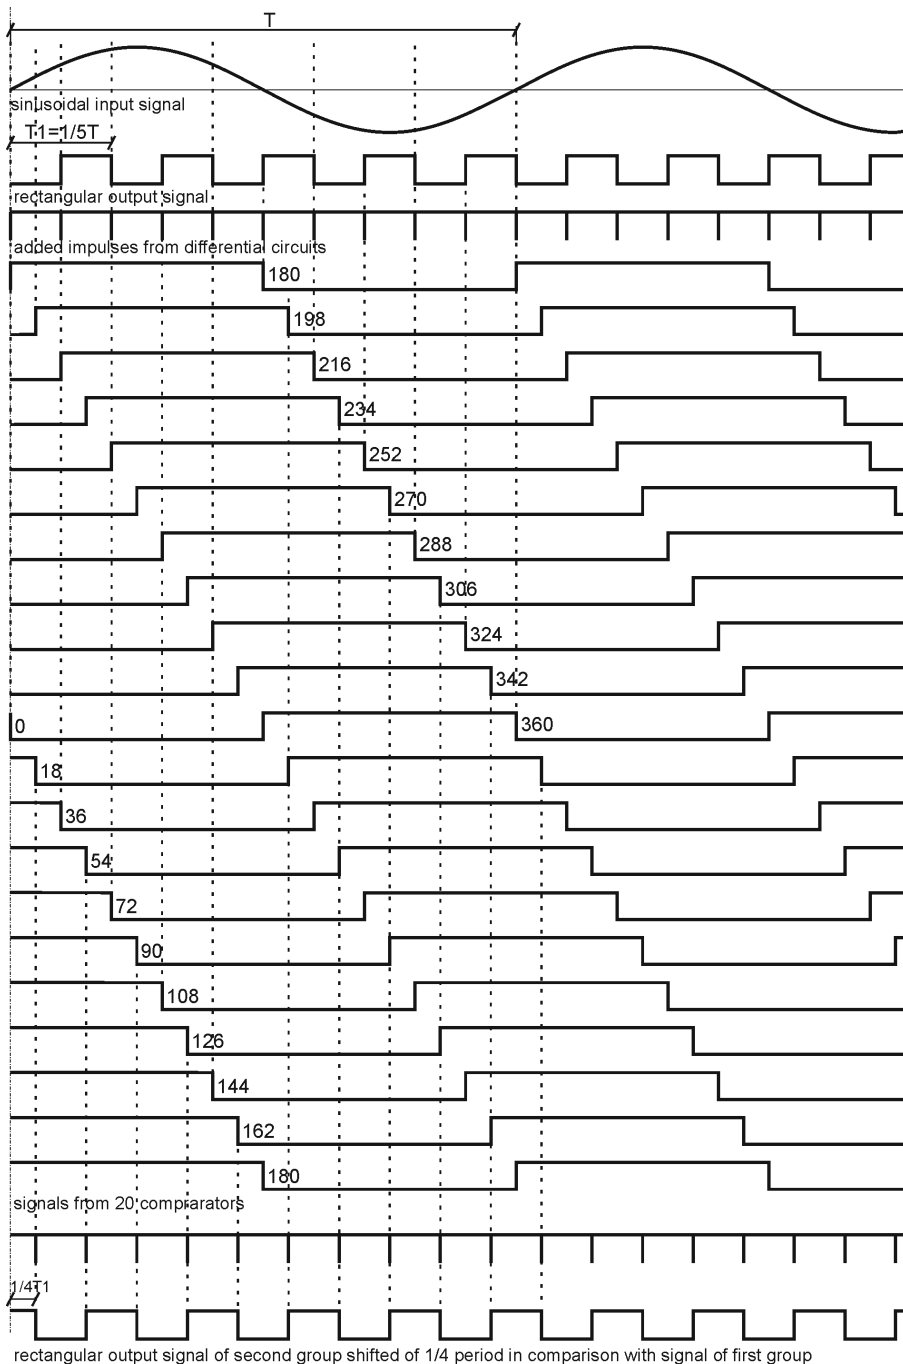 T
sinusoidal input signal
T1=1/5T
rectangular output signal
added impulses from differential circuits
180
198
216
234
252
270
288
306
324
342
0 360
18
36
54
72
90
108
126
144
162
180
signals from 20 comprarators
1/4T1
rectangular output signal of second group shifted of 1/4 period in comparison with signal of first group